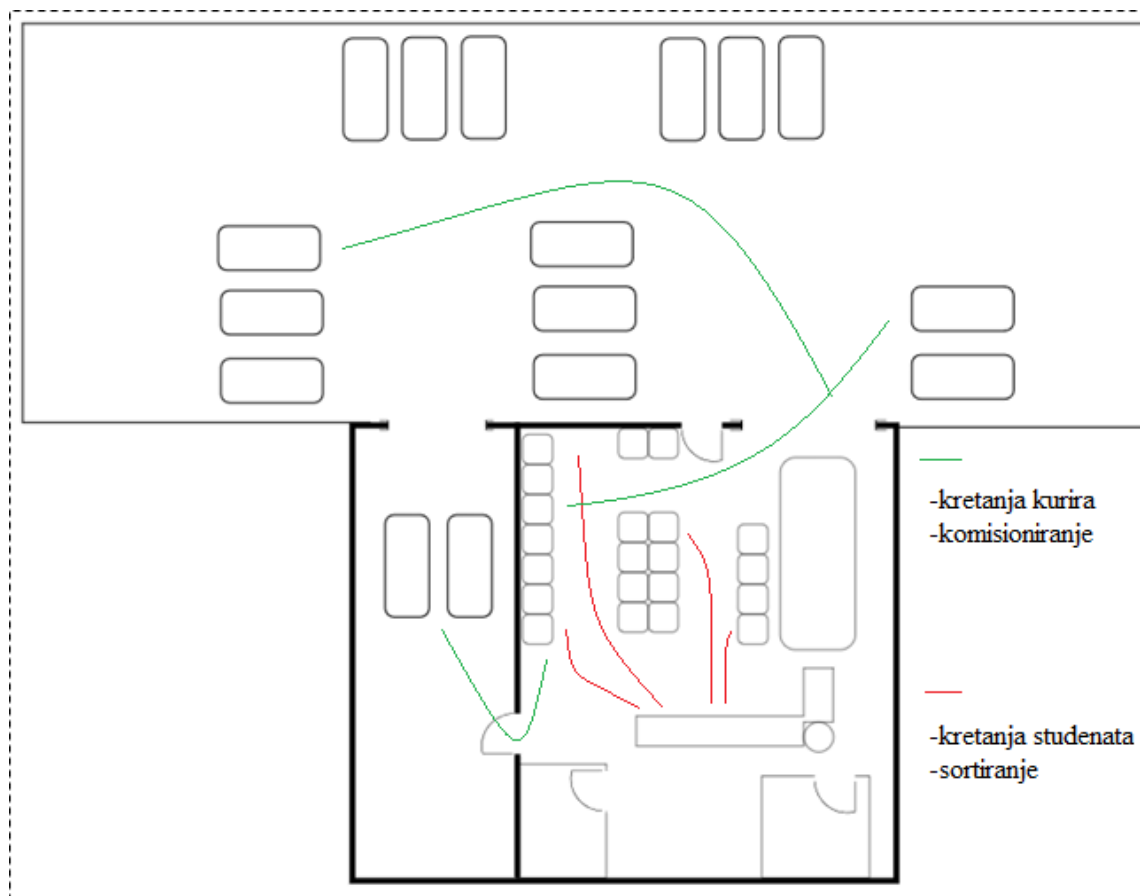 -kretanja kurira
-komisioniranje
-kretanja studenata
-sortiranje